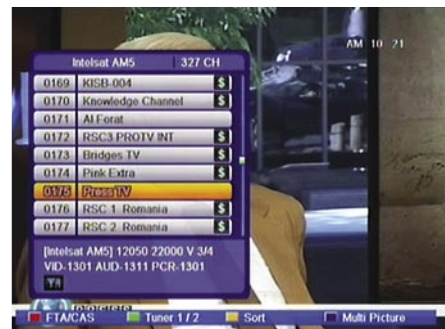 AM 10 21
Intelsat AM5 327 CH
0169 KISB-004 $
0170 Knowledge Channel $
0171 Al Forat
0172 RSC3 PROTV INT $
0173 Bridges TV $
0174 Pink Extra $
0175 Press TV
0176 RSC 1 Romania $
0177 RSC 2 Romania $
[Intelsat AM5] 12050 22000 V 3/4
VID-1301 AUD-1311 PCR-1301
FTA/CAS Tuner 1 / 2 Sort Multi Picture